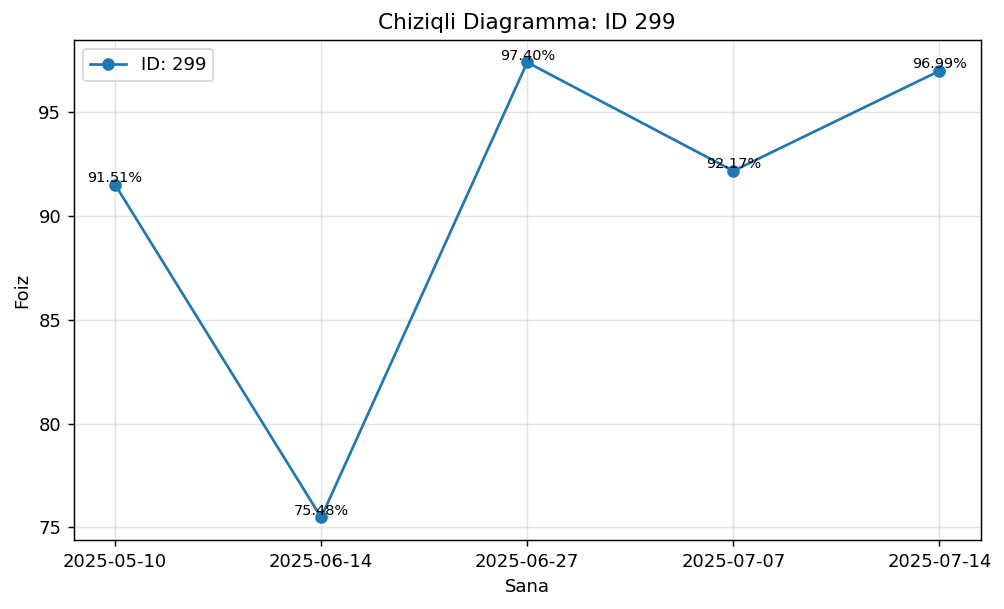 Chiziqli Diagramma: ID 299
ID: 299
97.40%
96.99%
95
92.17%
91.51%
90
Foiz
85
80
75.48%
75
2025-05-10 2025-06-14 2025-06-27 2025-07-07 2025-07-14
Sana